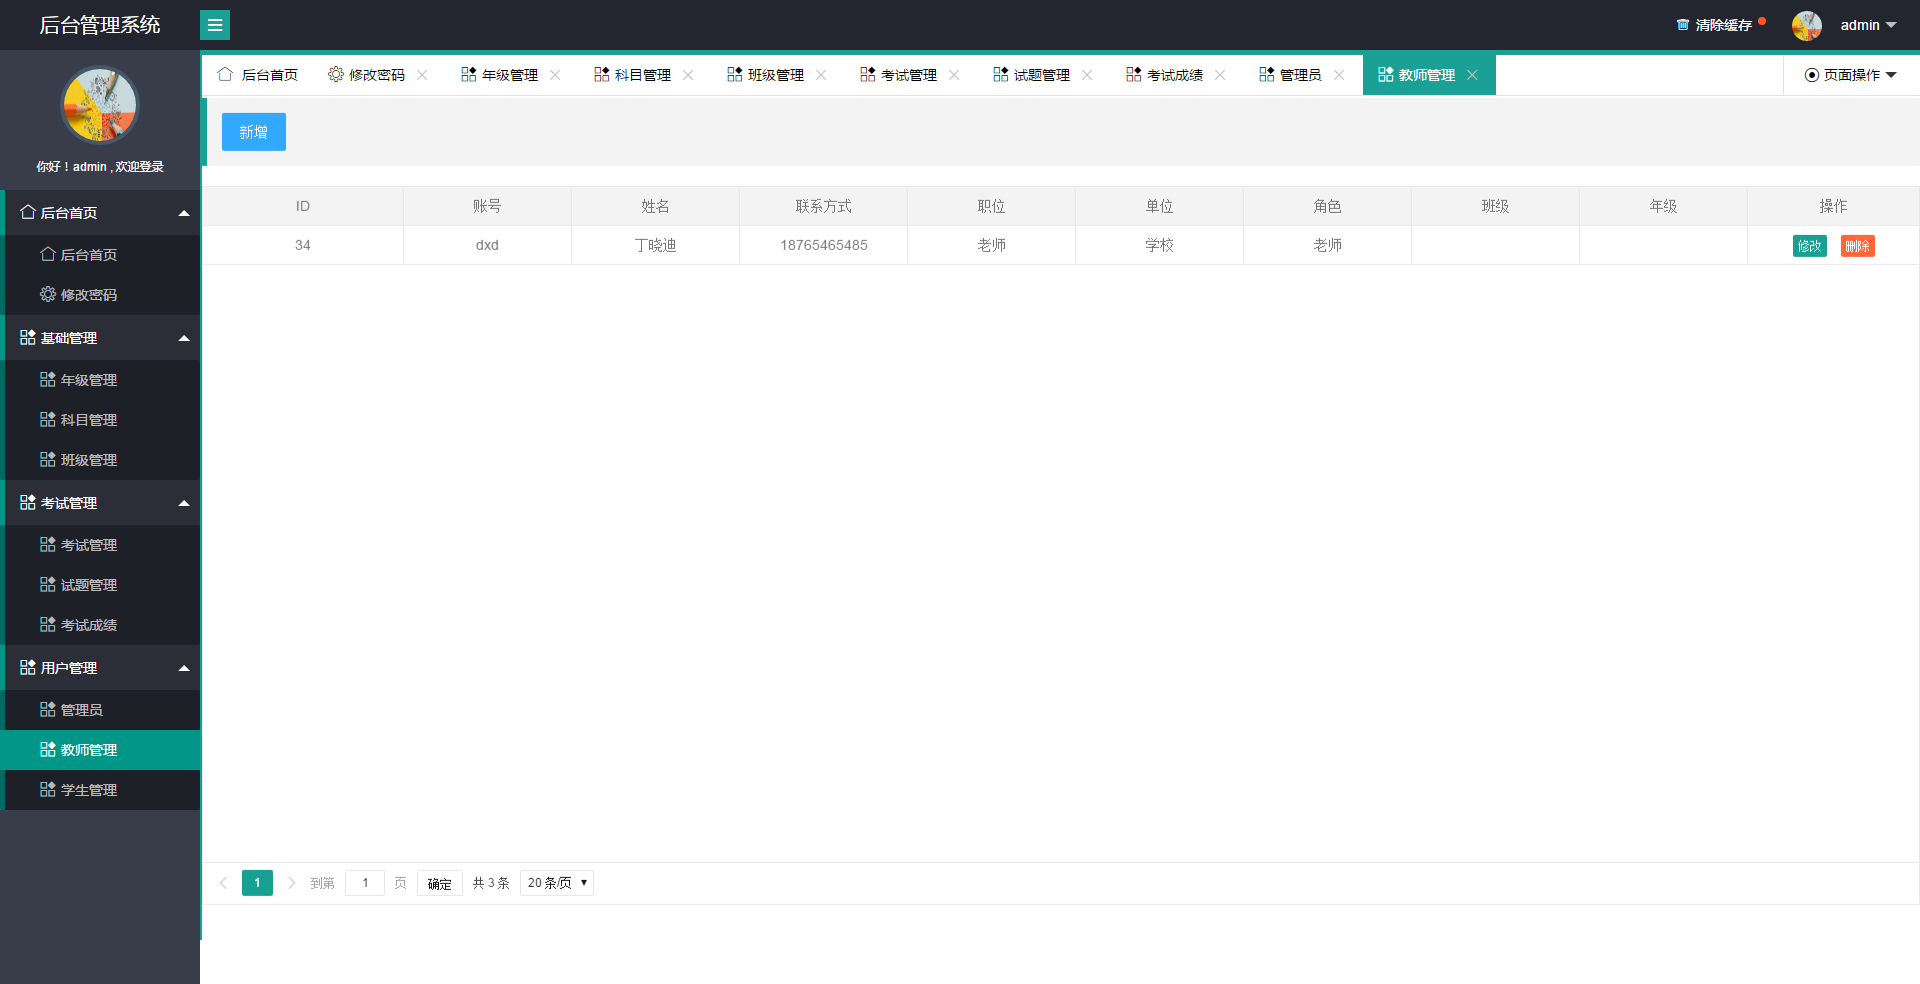 后台管理系统
清除缓存
admin
你好！admin , 欢迎登录
后台首页
后台首页
修改密码
基础管理
年级管理
科目管理
班级管理
考试管理
考试管理
试题管理
考试成绩
用户管理
管理员
教师管理
学生管理
后台首页 修改密码 年级管理 科目管理 班级管理 考试管理 试题管理 考试成绩 管理员 教师管理 页面操作
新增
ID 账号 姓名 联系方式 职位 单位 角色 班级 年级 操作
34 dxd 丁晓迪 18765465485 老师 学校 老师 修改 删除
1 到第 1 页 确定 共 3 条 20 条/页